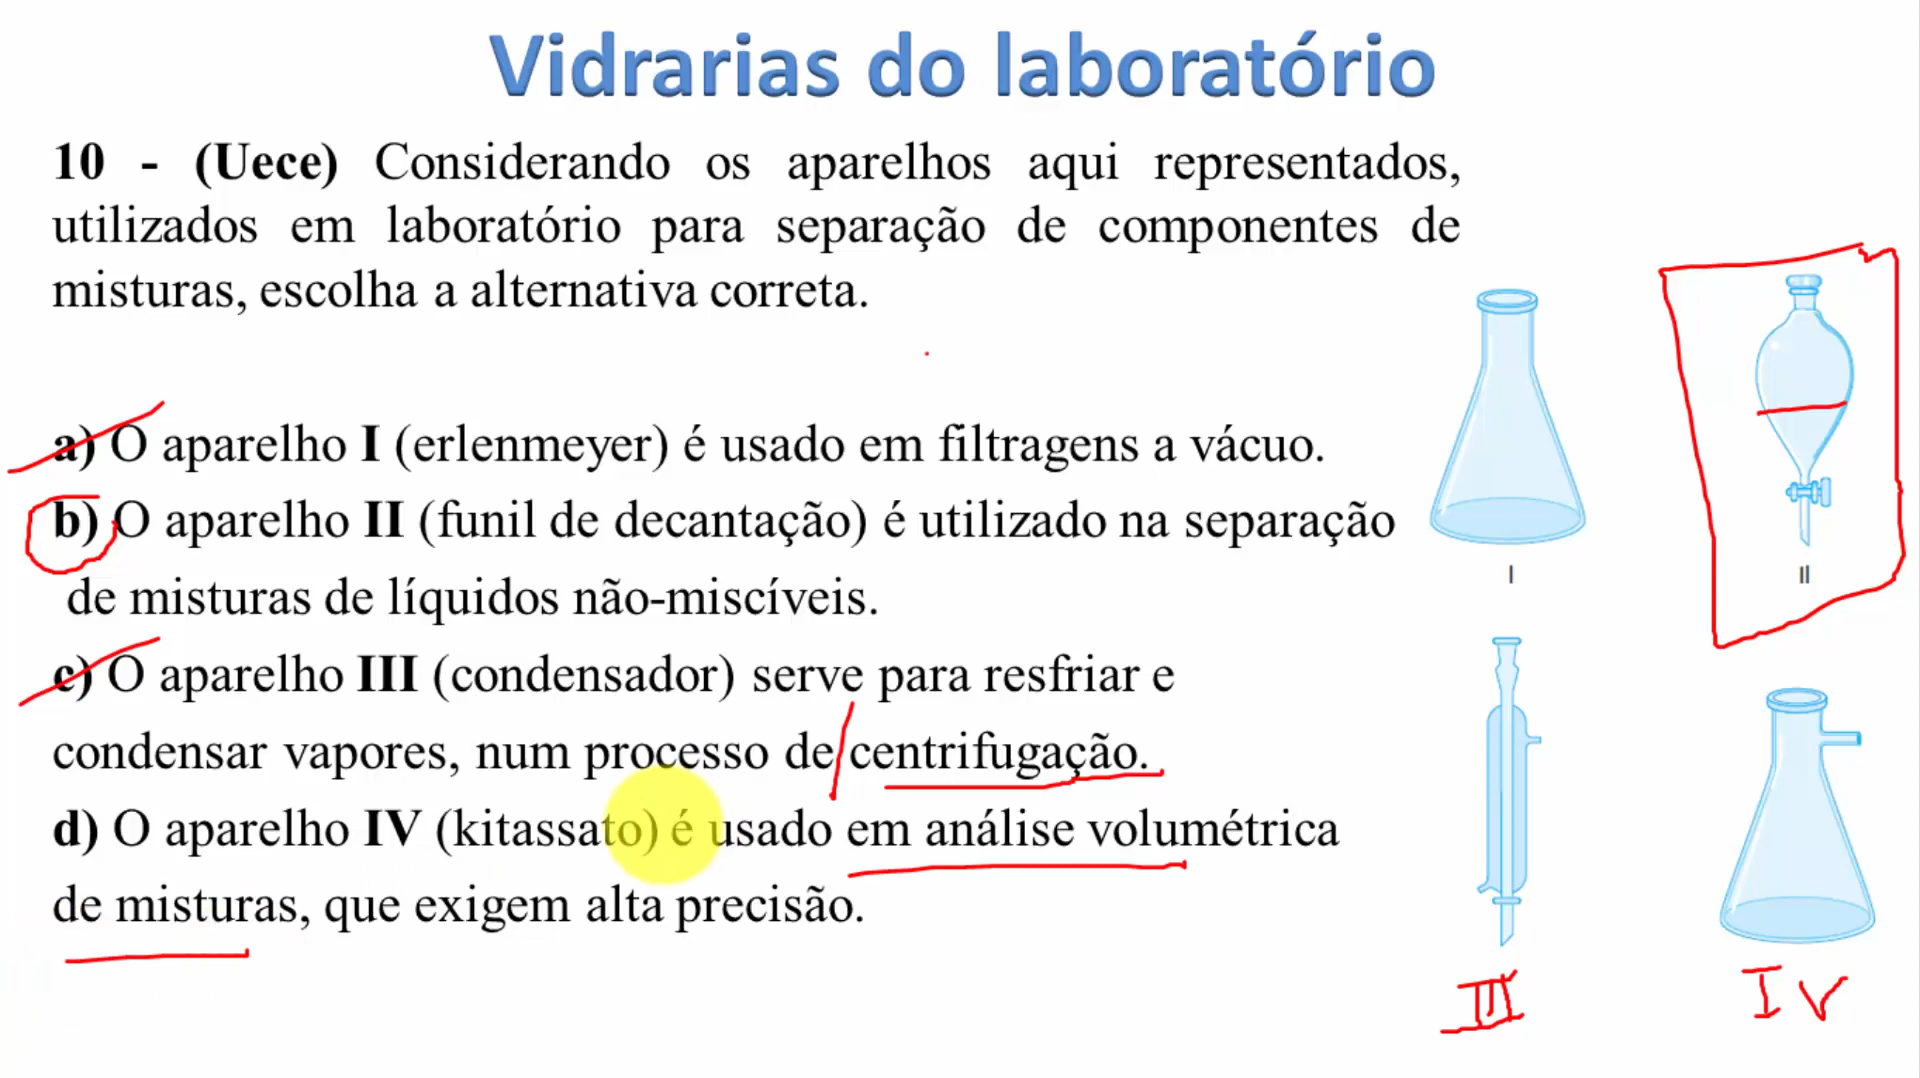 Vidrarias do laboratório
10 - (Uece) Considerando os aparelhos aqui representados,
utilizados em laboratório para separação de componentes de
misturas, escolha a alternativa correta.
a) O aparelho I (erlenmeyer) é usado em filtragens a vácuo.
b) O aparelho II (funil de decantação) é utilizado na separação
de misturas de líquidos não-miscíveis.
c) O aparelho III (condensador) serve para resfriar e
condensar vapores, num processo de centrifugação.
d) O aparelho IV (kitassato) é usado em análise volumétrica
de misturas, que exigem alta precisão.
I
II
III
IV